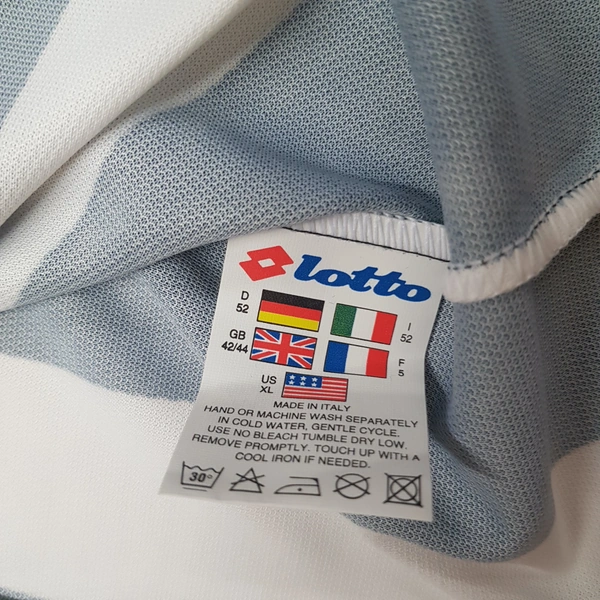 lotto
D
52
I
52
GB
42/44
F
5
US
XL
MADE IN ITALY
HAND OR MACHINE WASH SEPARATELY
IN COLD WATER, GENTLE CYCLE.
USE NO BLEACH TUMBLE DRY LOW.
REMOVE PROMPTLY. TOUCH UP WITH A
COOL IRON IF NEEDED.
30°